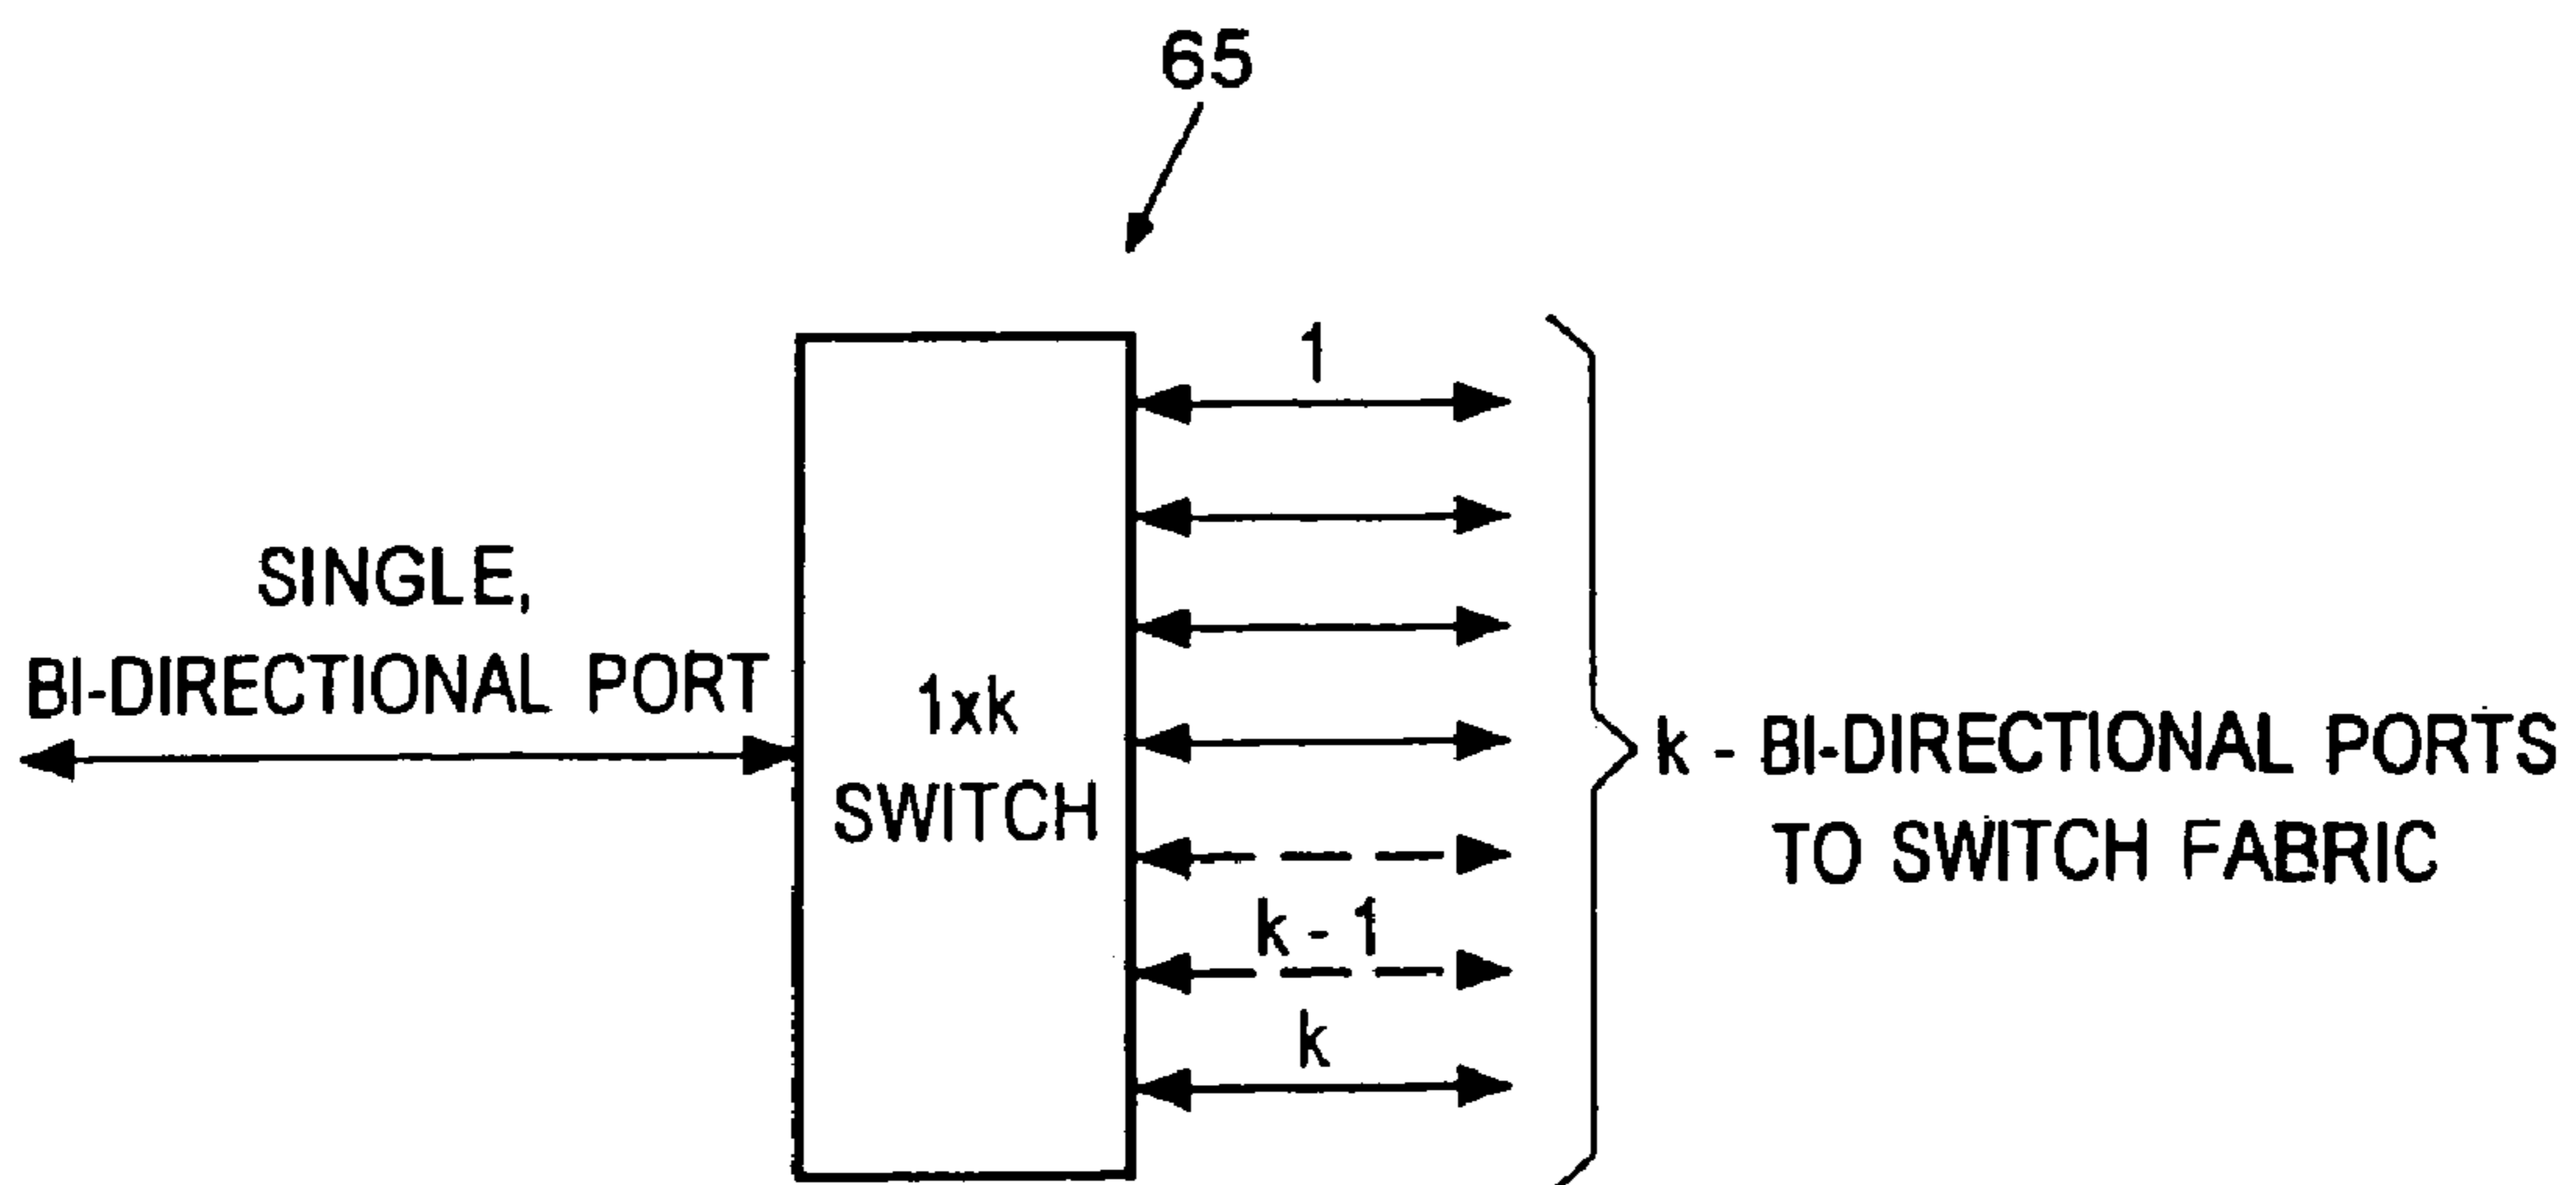 65
1
SINGLE,
BI-DIRECTIONAL PORT
1xk
SWITCH
k - BI-DIRECTIONAL PORTS
TO SWITCH FABRIC
k - 1
k